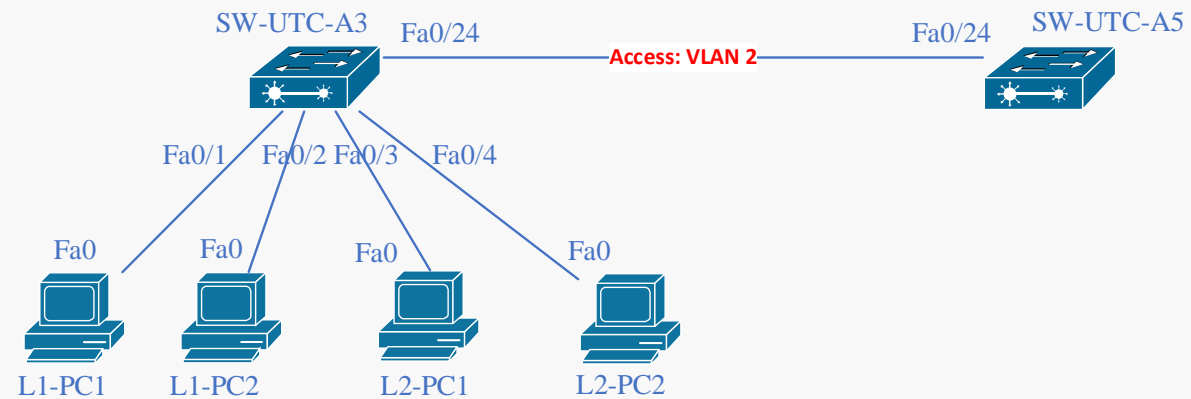 SW-UTC-A3
SW-UTC-A5
Fa0/24
Fa0/24
Access: VLAN 2
Fa0/1
Fa0/2
Fa0/3
Fa0/4
Fa0
Fa0
Fa0
Fa0
L1-PC1
L1-PC2
L2-PC1
L2-PC2